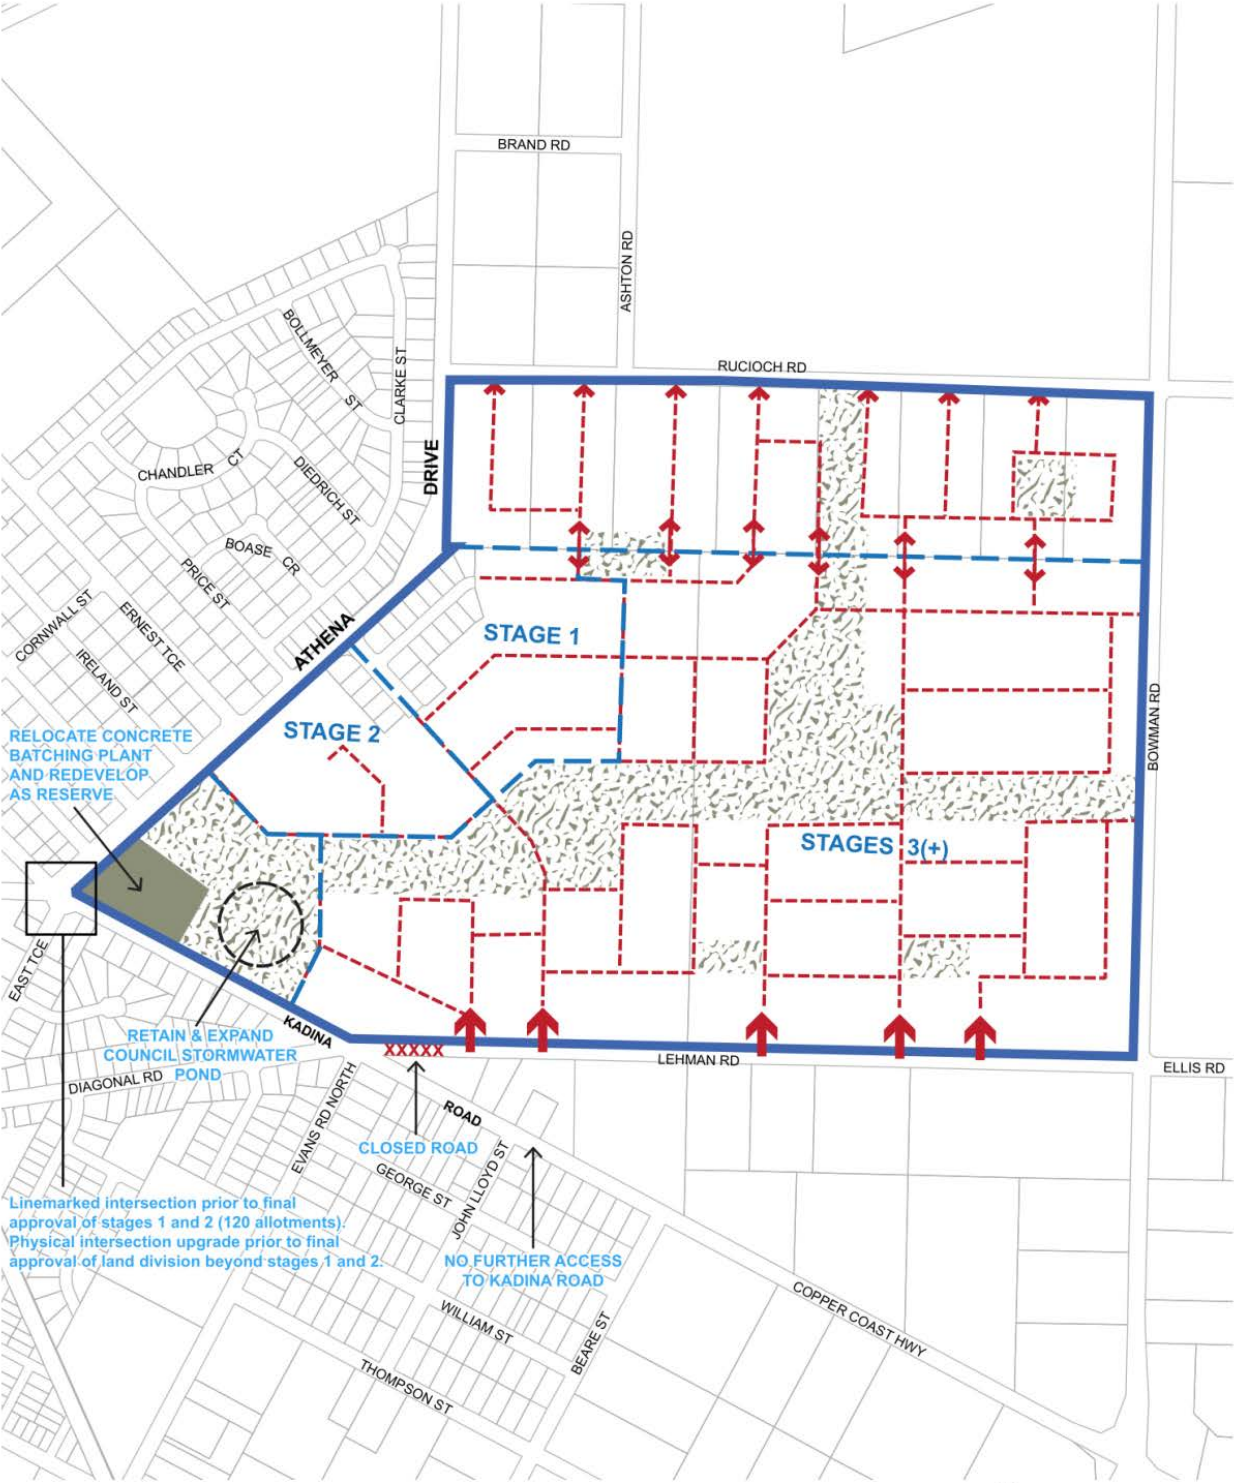 BRAND RD
ASHTON RD
RUCIOCH RD
BOLLMEYER ST
CLARKE ST
CHANDLER CT
DIEDRICH ST
DRIVE
BOASE CR
PRICE ST
CORNWALL ST
ERNEST TCE
IRELAND ST
ATHENA
STAGE 1
STAGE 2
BOWMAN RD
RELOCATE CONCRETE
BATCHING PLANT
AND REDEVELOP
AS RESERVE
STAGES 3(+)
EAST TCE
KADINA
RETAIN & EXPAND
COUNCIL STORMWATER
POND
XXXXX
LEHMAN RD
ELLIS RD
DIAGONAL RD
EVANS RD NORTH
ROAD
CLOSED ROAD
GEORGE ST
JOHN LLOYD ST
Linemarked intersection prior to final
approval of stages 1 and 2 (120 allotments).
Physical intersection upgrade prior to final
approval of land division beyond stages 1 and 2.
NO FURTHER ACCESS
TO KADINA ROAD
COPPER COAST HWY
WILLIAM ST
BEARE ST
THOMPSON ST